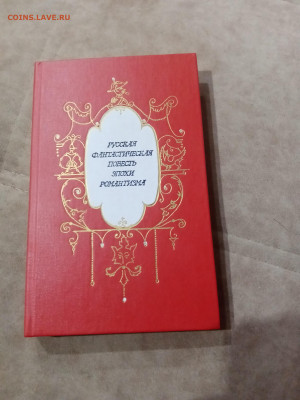 COINS.LAVE.RU
РУССКАЯ
ФАНТАСТИЧЕСКАЯ
ПОВЕСТЬ
ЭПОХИ
РОМАНТИЗМА